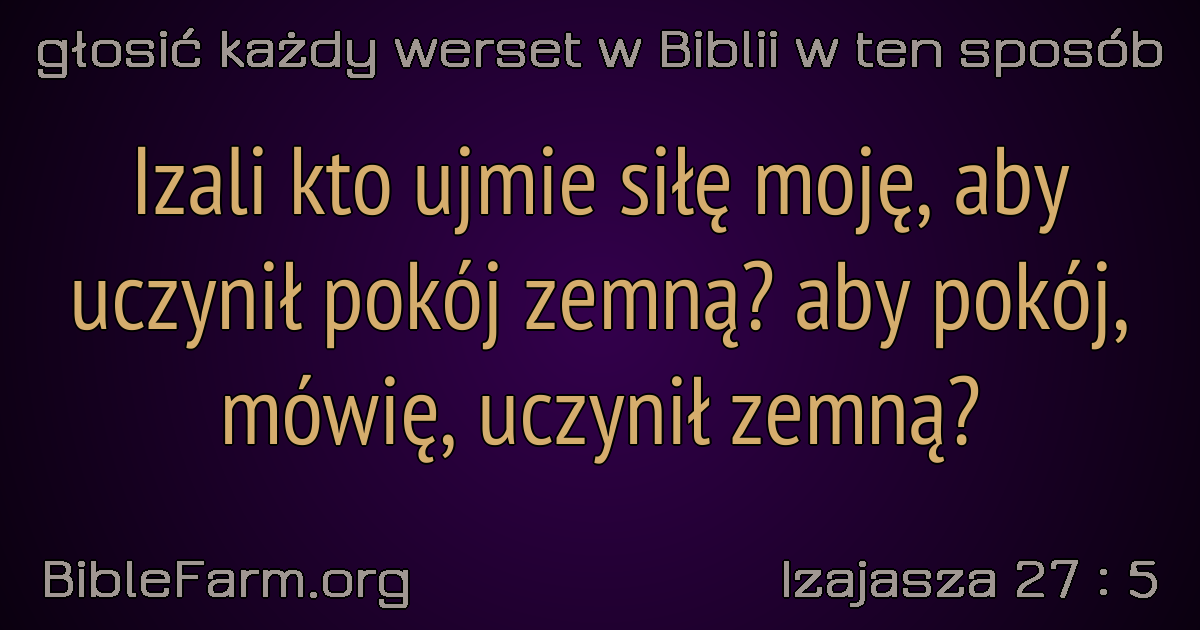 głosić każdy werset w Biblii w ten sposób
Izali kto ujmie siłę moję, aby
uczynił pokój zemną? aby pokój,
mówię, uczynił zemną?
BibleFarm.org
Izajasza 27 : 5